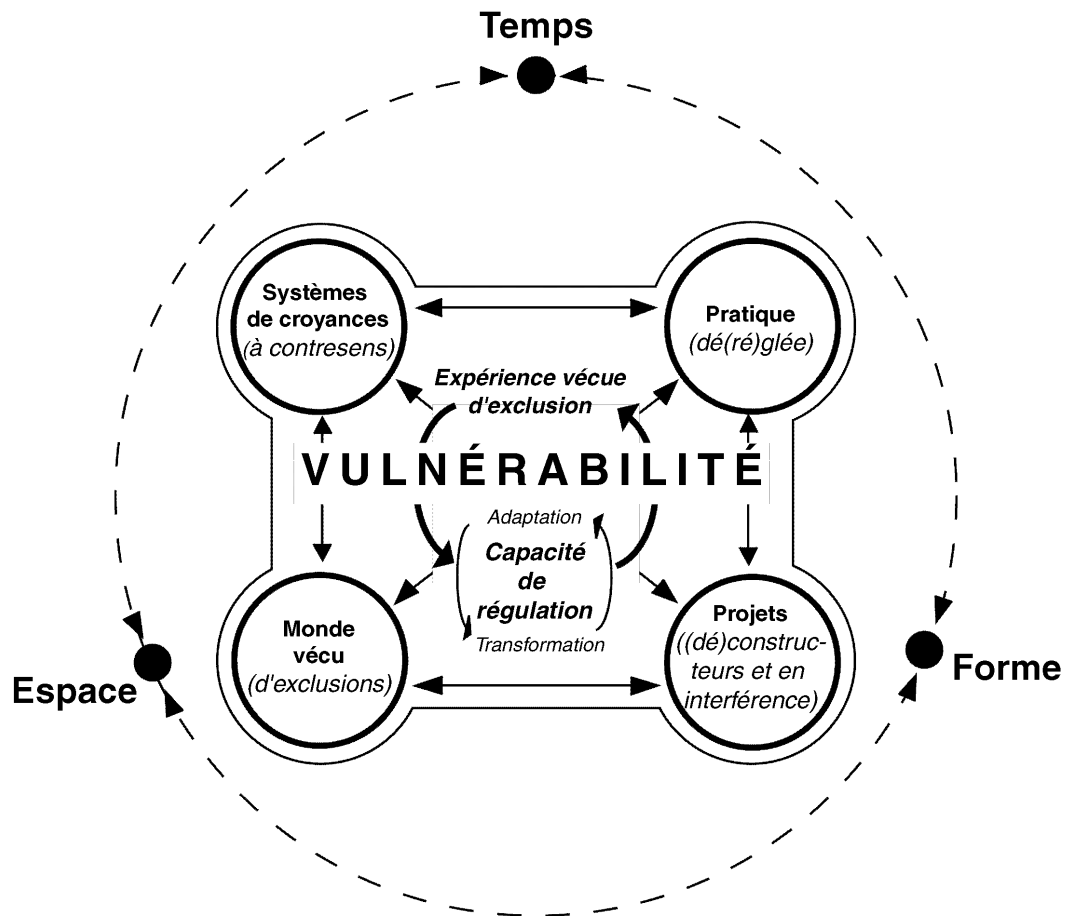 Temps
Systèmes
de croyances
(à contresens)
Pratique
(dé(ré)glée)
Expérience vécue
d'exclusion
VULNÉRABILITÉ
Adaptation
Capacité
de
régulation
Transformation
Monde
vécu
(d'exclusions)
Projets
((dé)construc-
teurs et en
interférence)
Espace
Forme